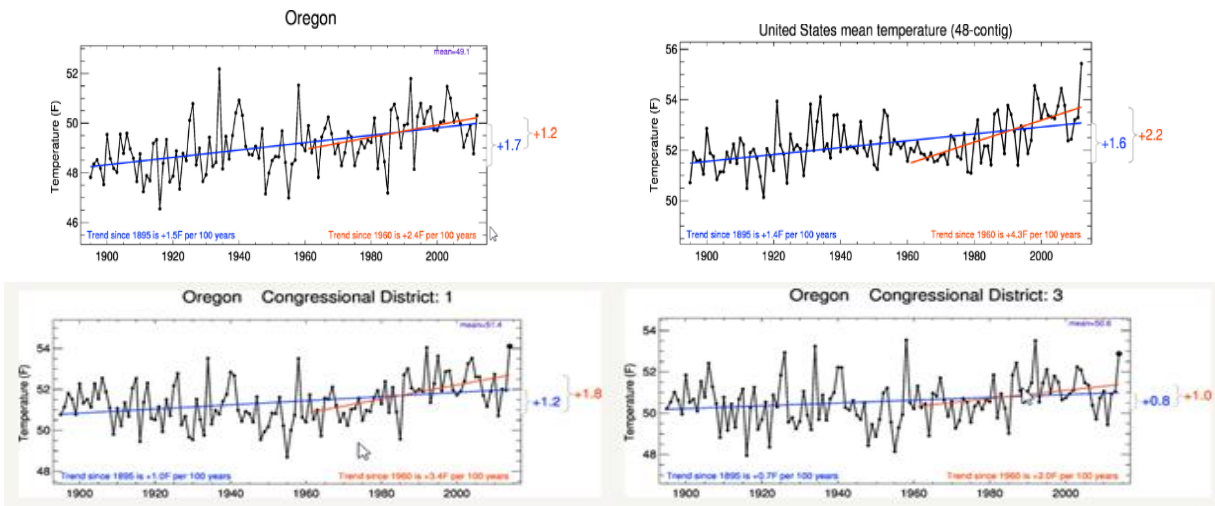 Oregon
mean=49.1
52
50
48
46
Temperature (F)
+1.7
+1.2
Trend since 1895 is +1.5F per 100 years
Trend since 1960 is +2.4F per 100 years
1900 1920 1940 1960 1980 2000
United States mean temperature (48-contig)
56
54
52
50
Temperature (F)
+1.6
+2.2
Trend since 1895 is +1.4F per 100 years
Trend since 1960 is +4.3F per 100 years
1900 1920 1940 1960 1980 2000
Oregon Congressional District: 1
mean=51.4
54
52
50
48
Temperature (F)
+1.2
+1.8
Trend since 1895 is +1.0F per 100 years
Trend since 1960 is +3.4F per 100 years
1900 1920 1940 1960 1980 2000
Oregon Congressional District: 3
mean=50.6
54
52
50
48
Temperature (F)
+0.8
+1.0
Trend since 1895 is +0.7F per 100 years
Trend since 1960 is +2.0F per 100 years
1900 1920 1940 1960 1980 2000